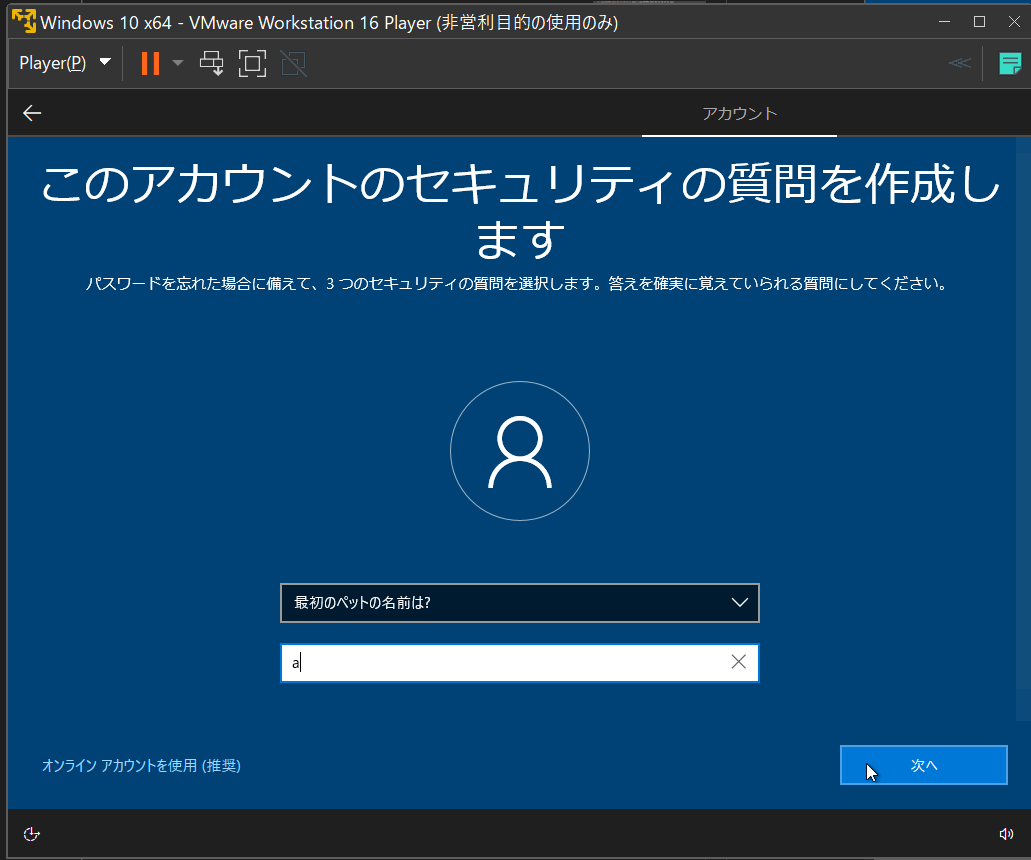 Windows 10 x64 - VMware Workstation 16 Player (非営利目的の使用のみ)
Player(P)
アカウント
このアカウントのセキュリティの質問を作成し
ます
パスワードを忘れた場合に備えて、3 つのセキュリティの質問を選択します。答えを確実に覚えていられる質問にしてください。
最初のペットの名前は?
a
オンライン アカウントを使用 (推奨)
次へ